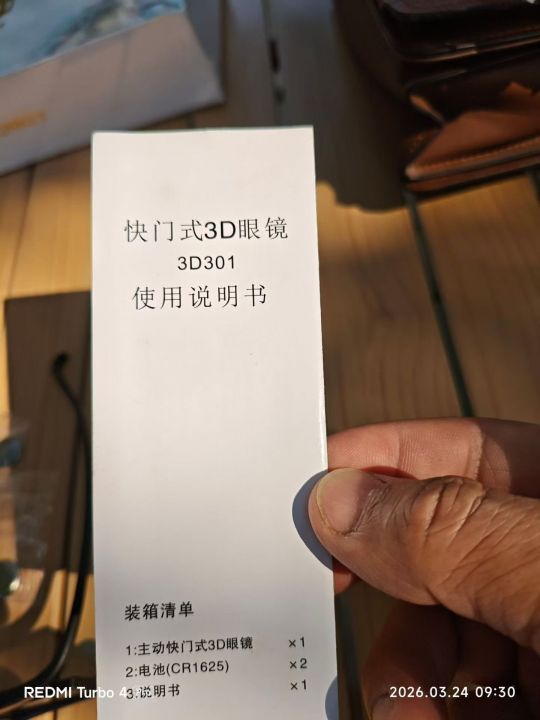 快门式3D眼镜
3D301
使用说明书
装箱清单
1:主动快门式3D眼镜 ×1
2:电池(CR1625) ×2
3:说明书 ×1
REDMI Turbo 4
2026.03.24 09:30